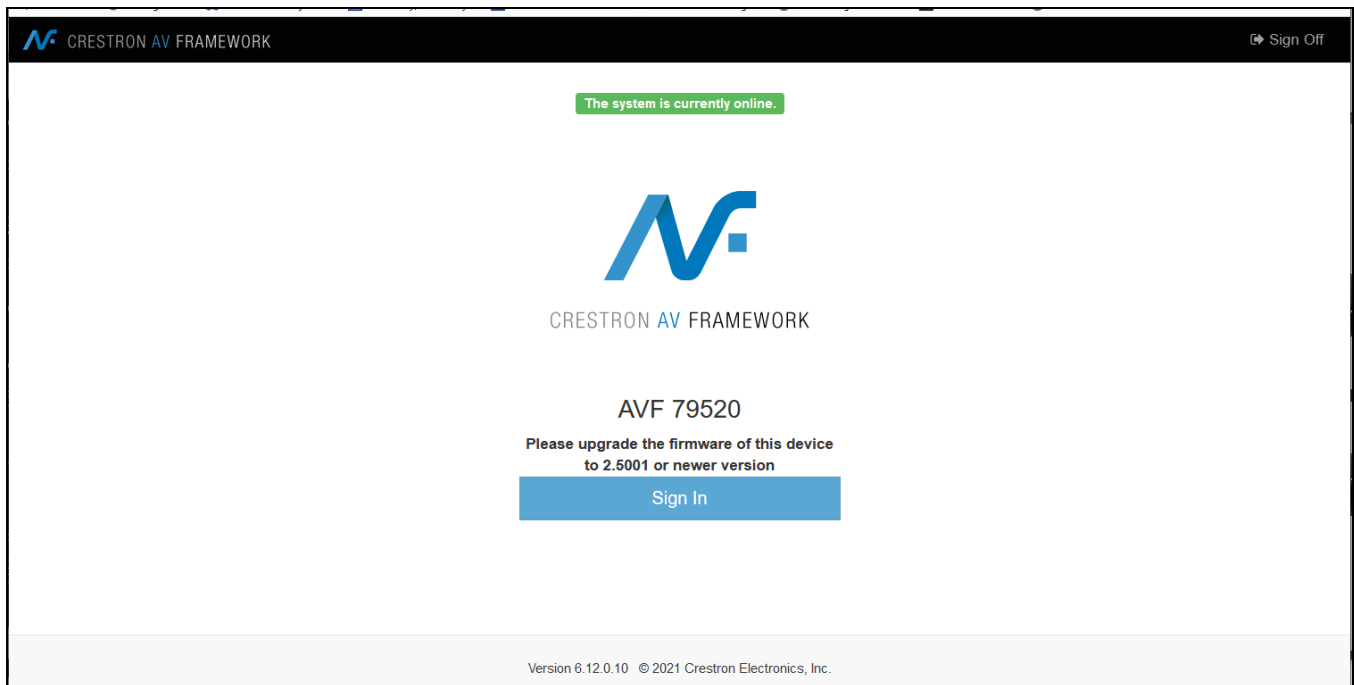 CRESTRON AV FRAMEWORK
Sign Off
The system is currently online.
CRESTRON AV FRAMEWORK
AVF 79520
Please upgrade the firmware of this device
to 2.5001 or newer version
Sign In
Version 6.12.0.10 © 2021 Crestron Electronics, Inc.